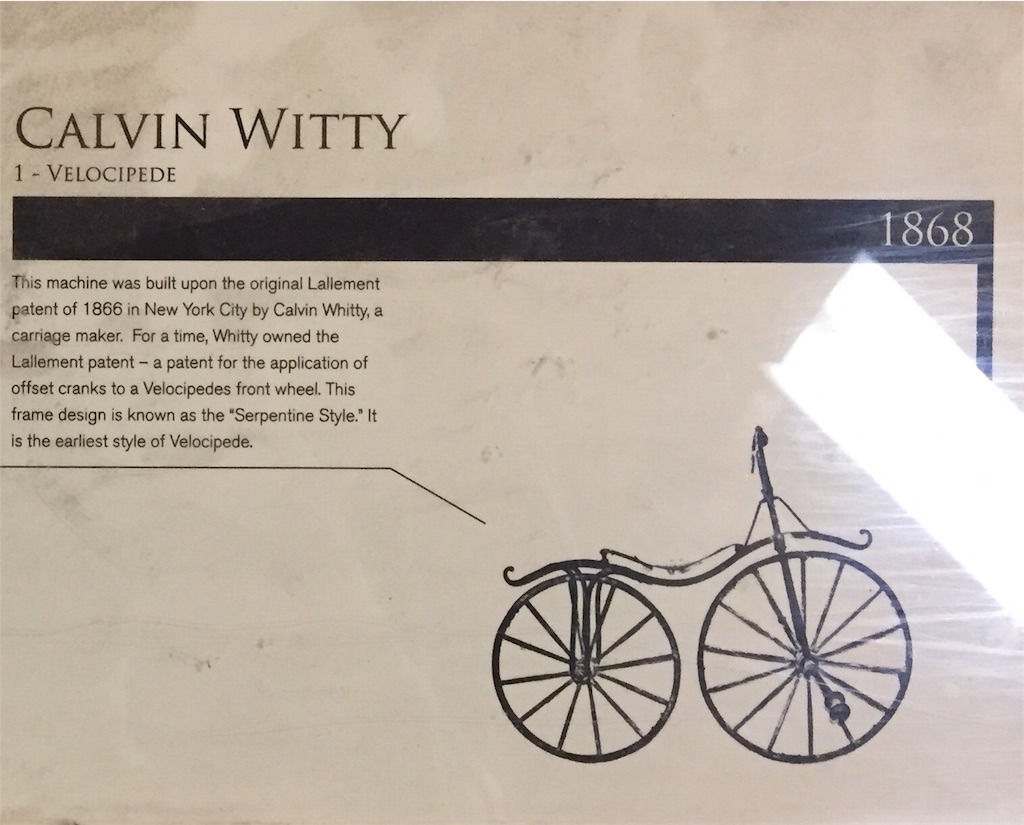 CALVIN WITTY
1 - VELOCIPEDE
1868
This machine was built upon the original Lallement
patent of 1866 in New York City by Calvin Whitty, a
carriage maker. For a time, Whitty owned the
Lallement patent – a patent for the application of
offset cranks to a Velocipedes front wheel. This
frame design is known as the “Serpentine Style.” It
is the earliest style of Velocipede.